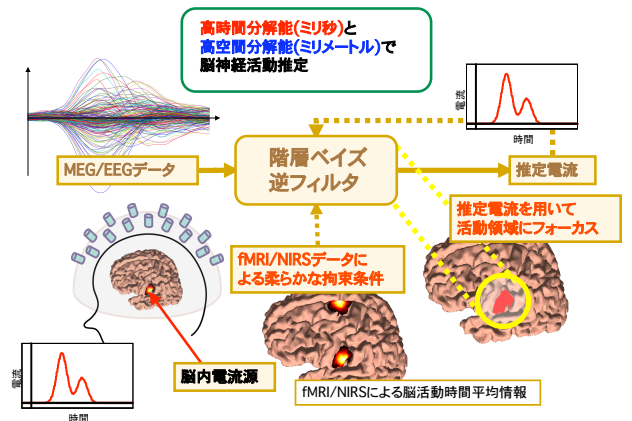 高時間分解能(ミリ秒)と
高空間分解能(ミリメートル)で
脳神経活動推定
電流
時間
MEG/EEGデータ
階層ベイズ
逆フィルタ
推定電流
推定電流を用いて
活動領域にフォーカス
fMRI/NIRSデータに
よる柔らかな拘束条件
脳内電流源
電流
時間
fMRI/NIRSによる脳活動時間平均情報